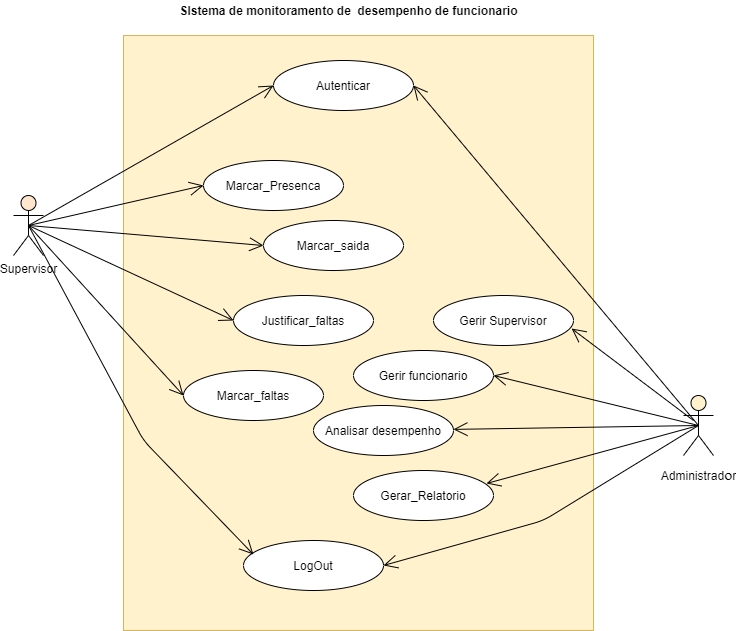 SIstema de monitoramento de desempenho de funcionario
Autenticar
Marcar_Presenca
Marcar_saida
Supervisor
Justificar_faltas
Gerir Supervisor
Gerir funcionario
Marcar_faltas
Analisar desempenho
Administrador
Gerar_Relatorio
LogOut